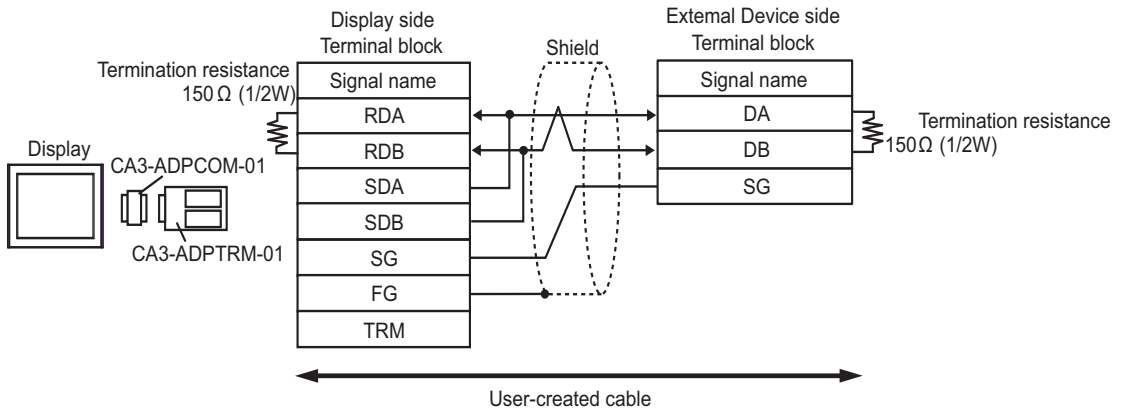 Display side
Terminal block
External Device side
Terminal block
Shield
Termination resistance
150Ω (1/2W)
Signal name
RDA
RDB
SDA
SDB
SG
FG
TRM
Signal name
DA
DB
SG
Termination resistance
150Ω (1/2W)
Display
CA3-ADPCOM-01
CA3-ADPTRM-01
User-created cable